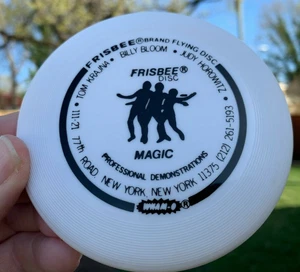 FRISBEE® BRAND FLYING DISC
• TOM KRAJNA • BILLY BLOOM • JUDY HOROWITZ •
FRISBEE®
DISC
MAGIC
PROFESSIONAL DEMONSTRATIONS
111-21 77th ROAD NEW YORK, NEW YORK 11375 (212) 261-5193
WHAM-O®